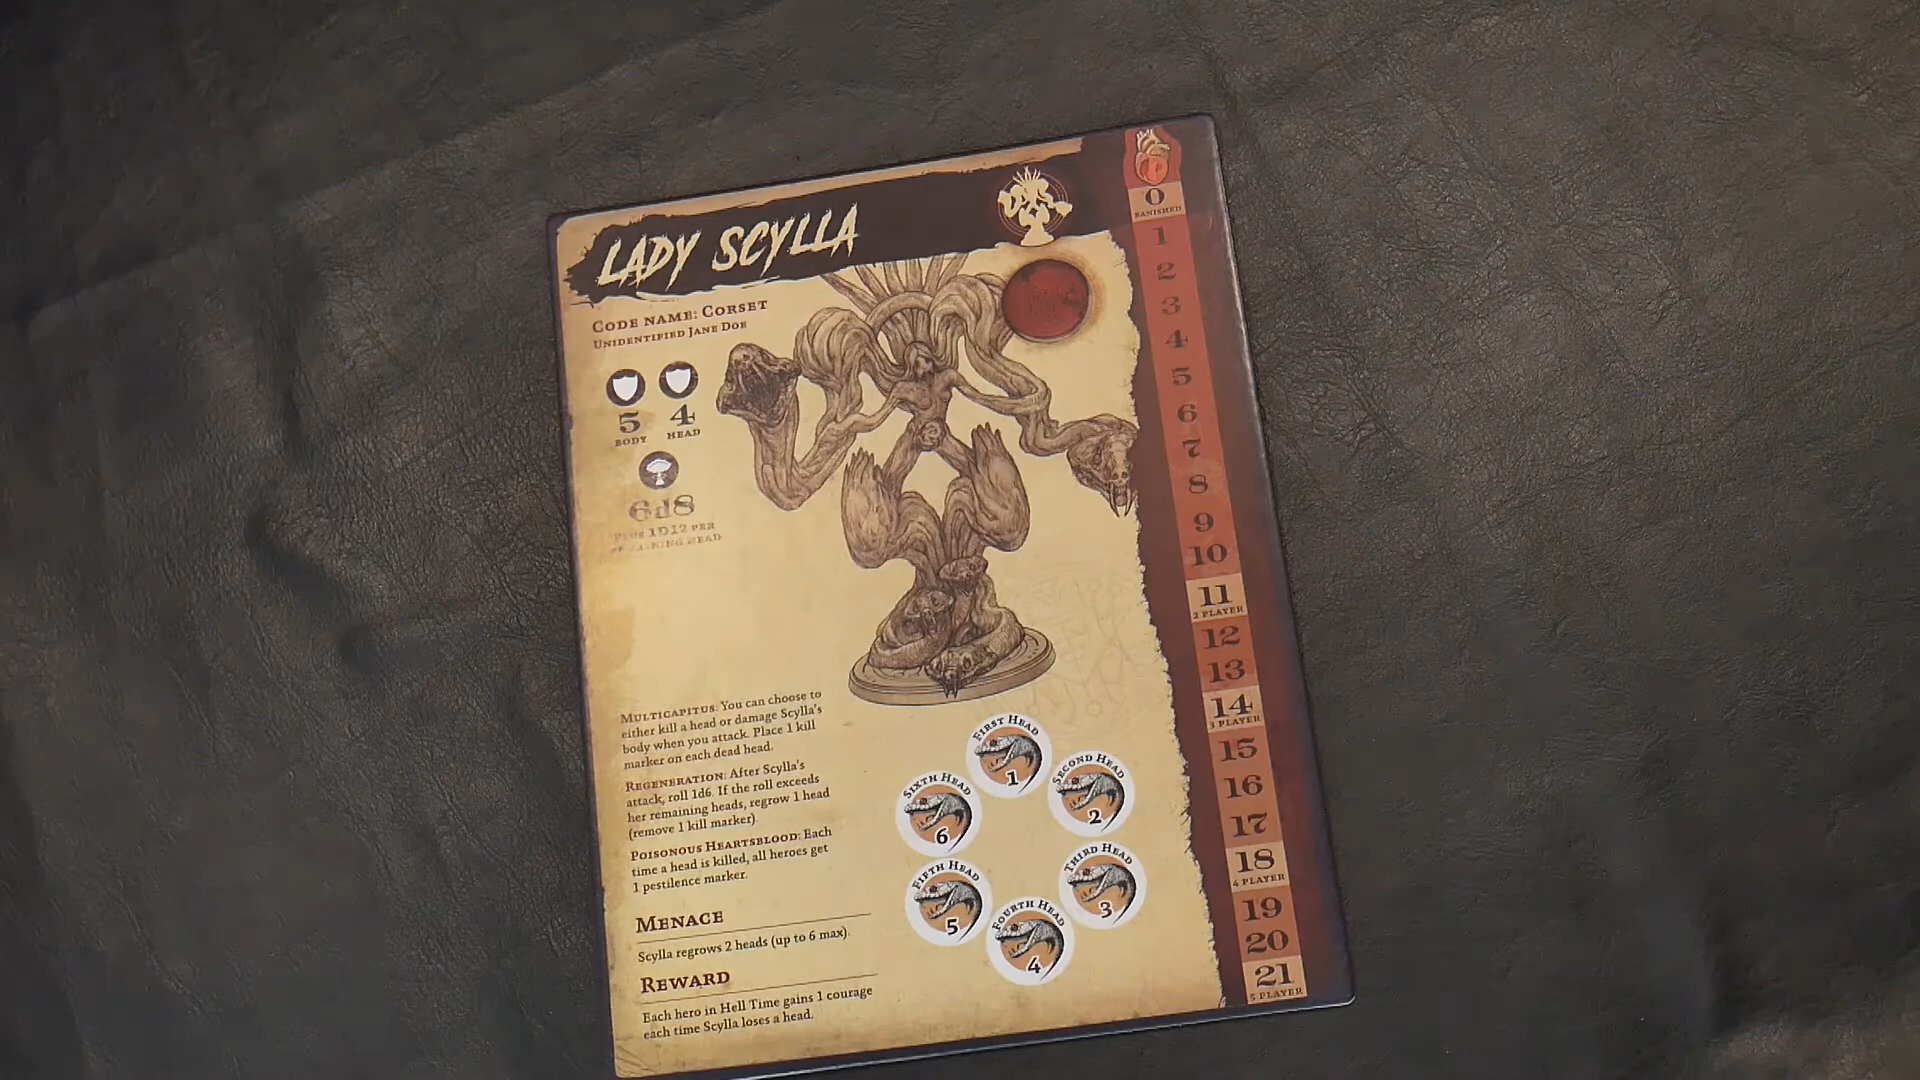 LADY SCYLLA
CODE NAME: CORSET
UNIDENTIFIED JANE DOE
5 4
BODY HEAD
6d8
PLUS 1D12 PER
REMAINING HEAD
MULTICAPITUS: You can choose to
either kill a head or damage Scylla's
body when you attack. Place 1 kill
marker on each dead head.
REGENERATION: After Scylla's
attack, roll 1d6. If the roll exceeds
her remaining heads, regrow 1 head
(remove 1 kill marker).
POISONOUS HEARTSBLOOD: Each
time a head is killed, all heroes get
1 pestilence marker.
MENACE
Scylla regrows 2 heads (up to 6 max).
REWARD
Each hero in Hell Time gains 1 courage
each time Scylla loses a head.
FIRST HEAD
1
SECOND HEAD
2
THIRD HEAD
3
FOURTH HEAD
4
FIFTH HEAD
5
SIXTH HEAD
6
0
BANISHED
1
2
3
4
5
6
7
8
9
10
11
2 PLAYER
12
13
14
3 PLAYER
15
16
17
18
4 PLAYER
19
20
21
5 PLAYER